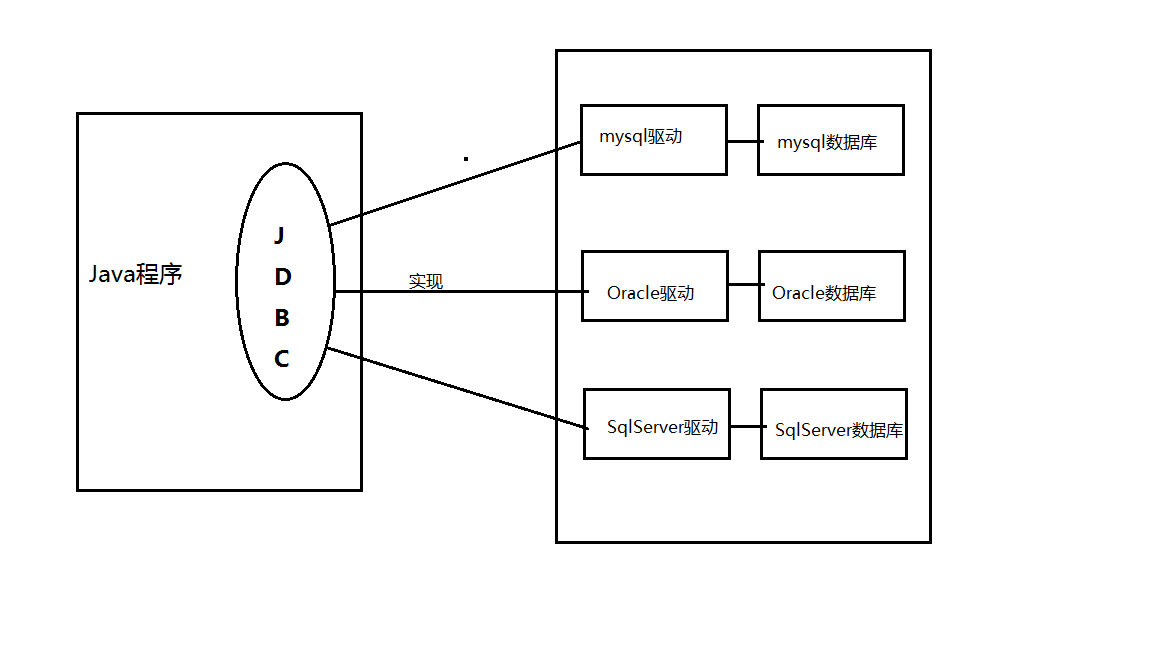 Java程序
J
D
B
C
实现
mysql驱动
mysql数据库
Oracle驱动
Oracle数据库
SqlServer驱动
SqlServer数据库